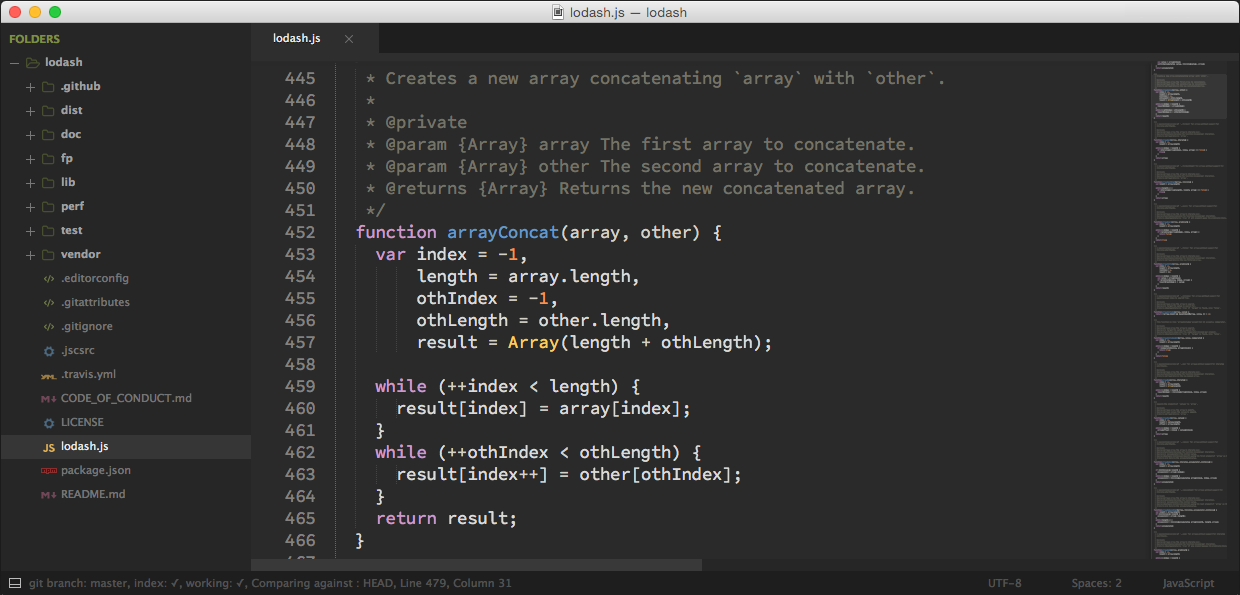 lodash.js — lodash
FOLDERS
lodash
.github
dist
doc
fp
lib
perf
test
vendor
.editorconfig
.gitattributes
.gitignore
.jscsrc
.travis.yml
CODE_OF_CONDUCT.md
LICENSE
JS lodash.js
package.json
README.md
lodash.js
445 * Creates a new array concatenating `array` with `other`.
446 *
447 * @private
448 * @param {Array} array The first array to concatenate.
449 * @param {Array} other The second array to concatenate.
450 * @returns {Array} Returns the new concatenated array.
451 */
452 function arrayConcat(array, other) {
453 var index = -1,
454 length = array.length,
455 othIndex = -1,
456 othLength = other.length,
457 result = Array(length + othLength);
458
459 while (++index < length) {
460 result[index] = array[index];
461 }
462 while (++othIndex < othLength) {
463 result[index++] = other[othIndex];
464 }
465 return result;
466 }
git branch: master, index: ✓, working: ✓, Comparing against : HEAD, Line 479, Column 31
UTF-8
Spaces: 2
JavaScript